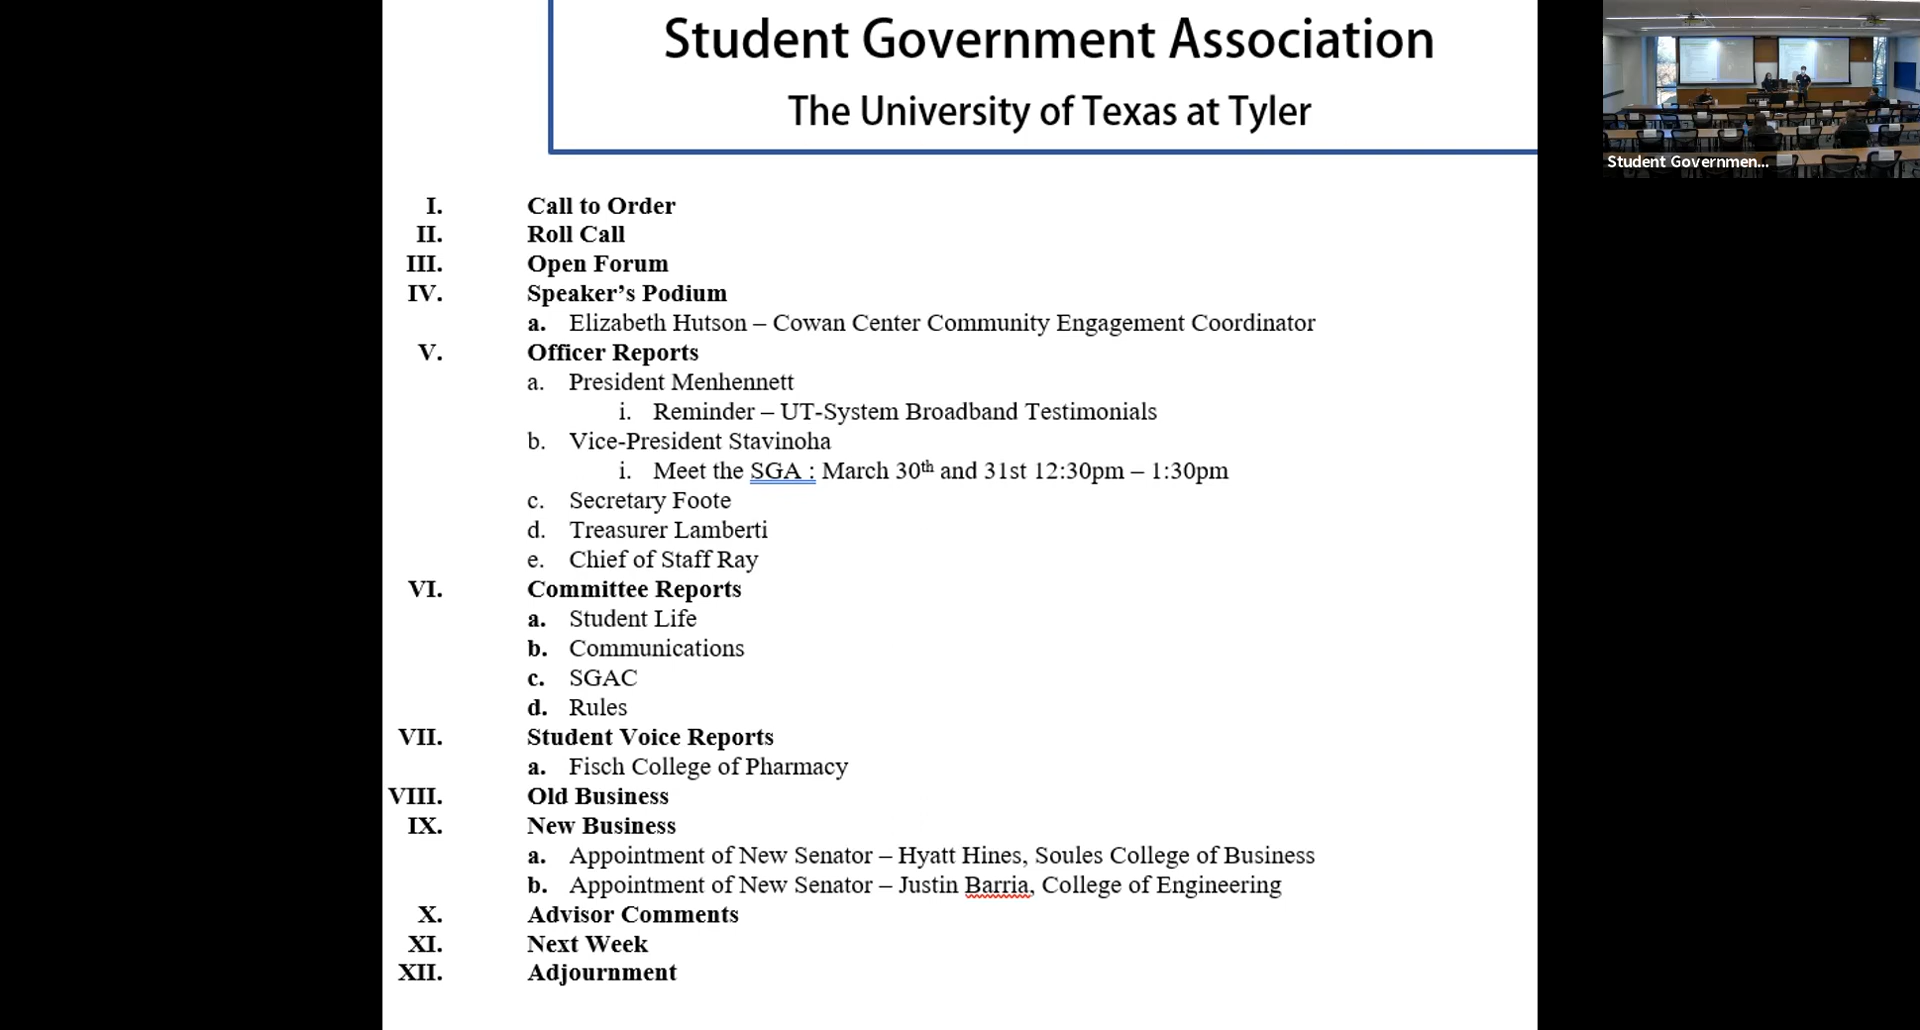 Student Government Association
The University of Texas at Tyler
Student Governmen...
I. Call to Order
II. Roll Call
III. Open Forum
IV. Speaker’s Podium
a. Elizabeth Hutson – Cowan Center Community Engagement Coordinator
V. Officer Reports
a. President Menhennett
i. Reminder – UT-System Broadband Testimonials
b. Vice-President Stavinoha
i. Meet the SGA : March 30th and 31st 12:30pm – 1:30pm
c. Secretary Foote
d. Treasurer Lamberti
e. Chief of Staff Ray
VI. Committee Reports
a. Student Life
b. Communications
c. SGAC
d. Rules
VII. Student Voice Reports
a. Fisch College of Pharmacy
VIII. Old Business
IX. New Business
a. Appointment of New Senator – Hyatt Hines, Soules College of Business
b. Appointment of New Senator – Justin Barria, College of Engineering
X. Advisor Comments
XI. Next Week
XII. Adjournment